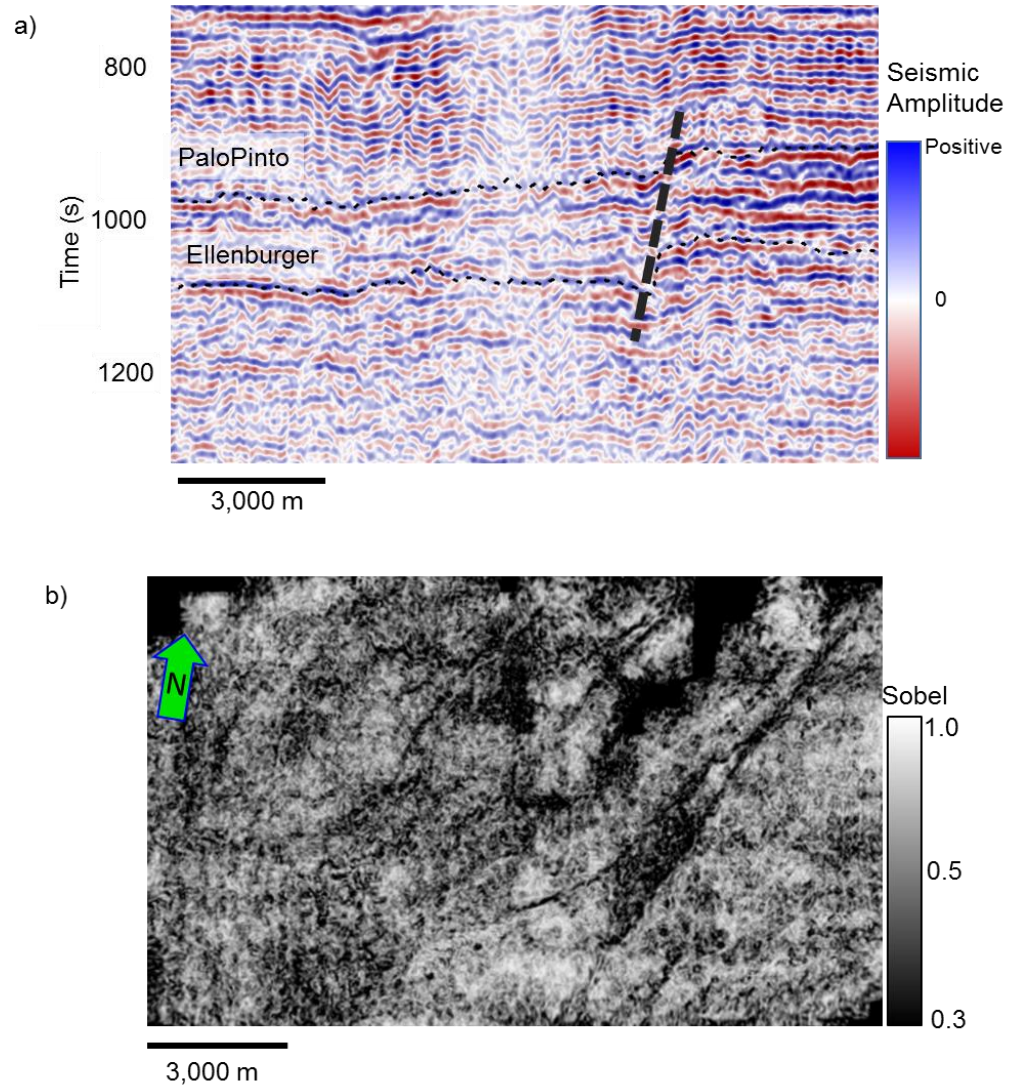 a)
800
Seismic
Amplitude
Positive
PaloPinto
1000
Time (s)
Ellenburger
0
1200
3,000 m
b)
N
Sobel
1.0
0.5
0.3
3,000 m